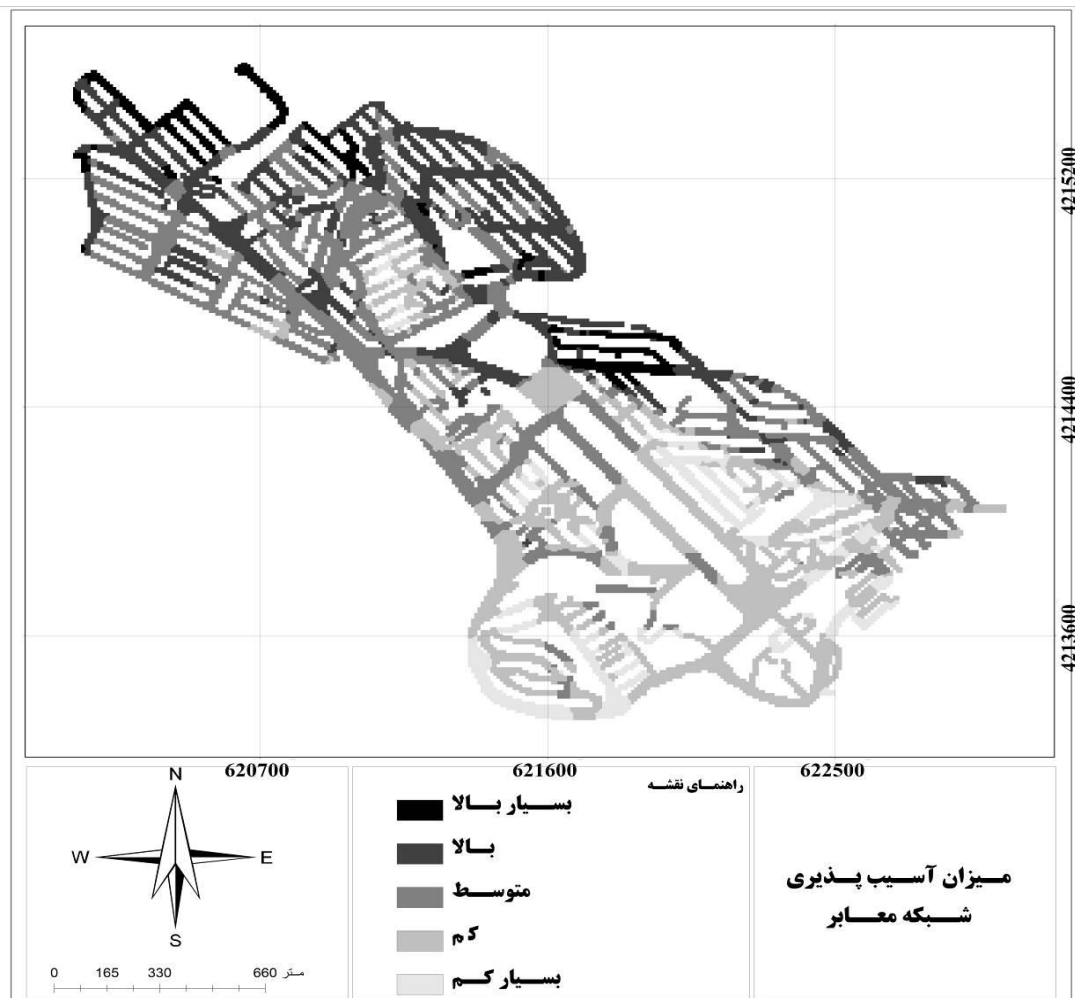 4215200
4214400
4213600
620700
621600
622500
N
W
E
S
0
165
330
660
متر
راهنمای نقشه
بسیار بالا
بالا
متوسط
کم
بسیار کم
میزان آسیب پذیری
شبکه معابر